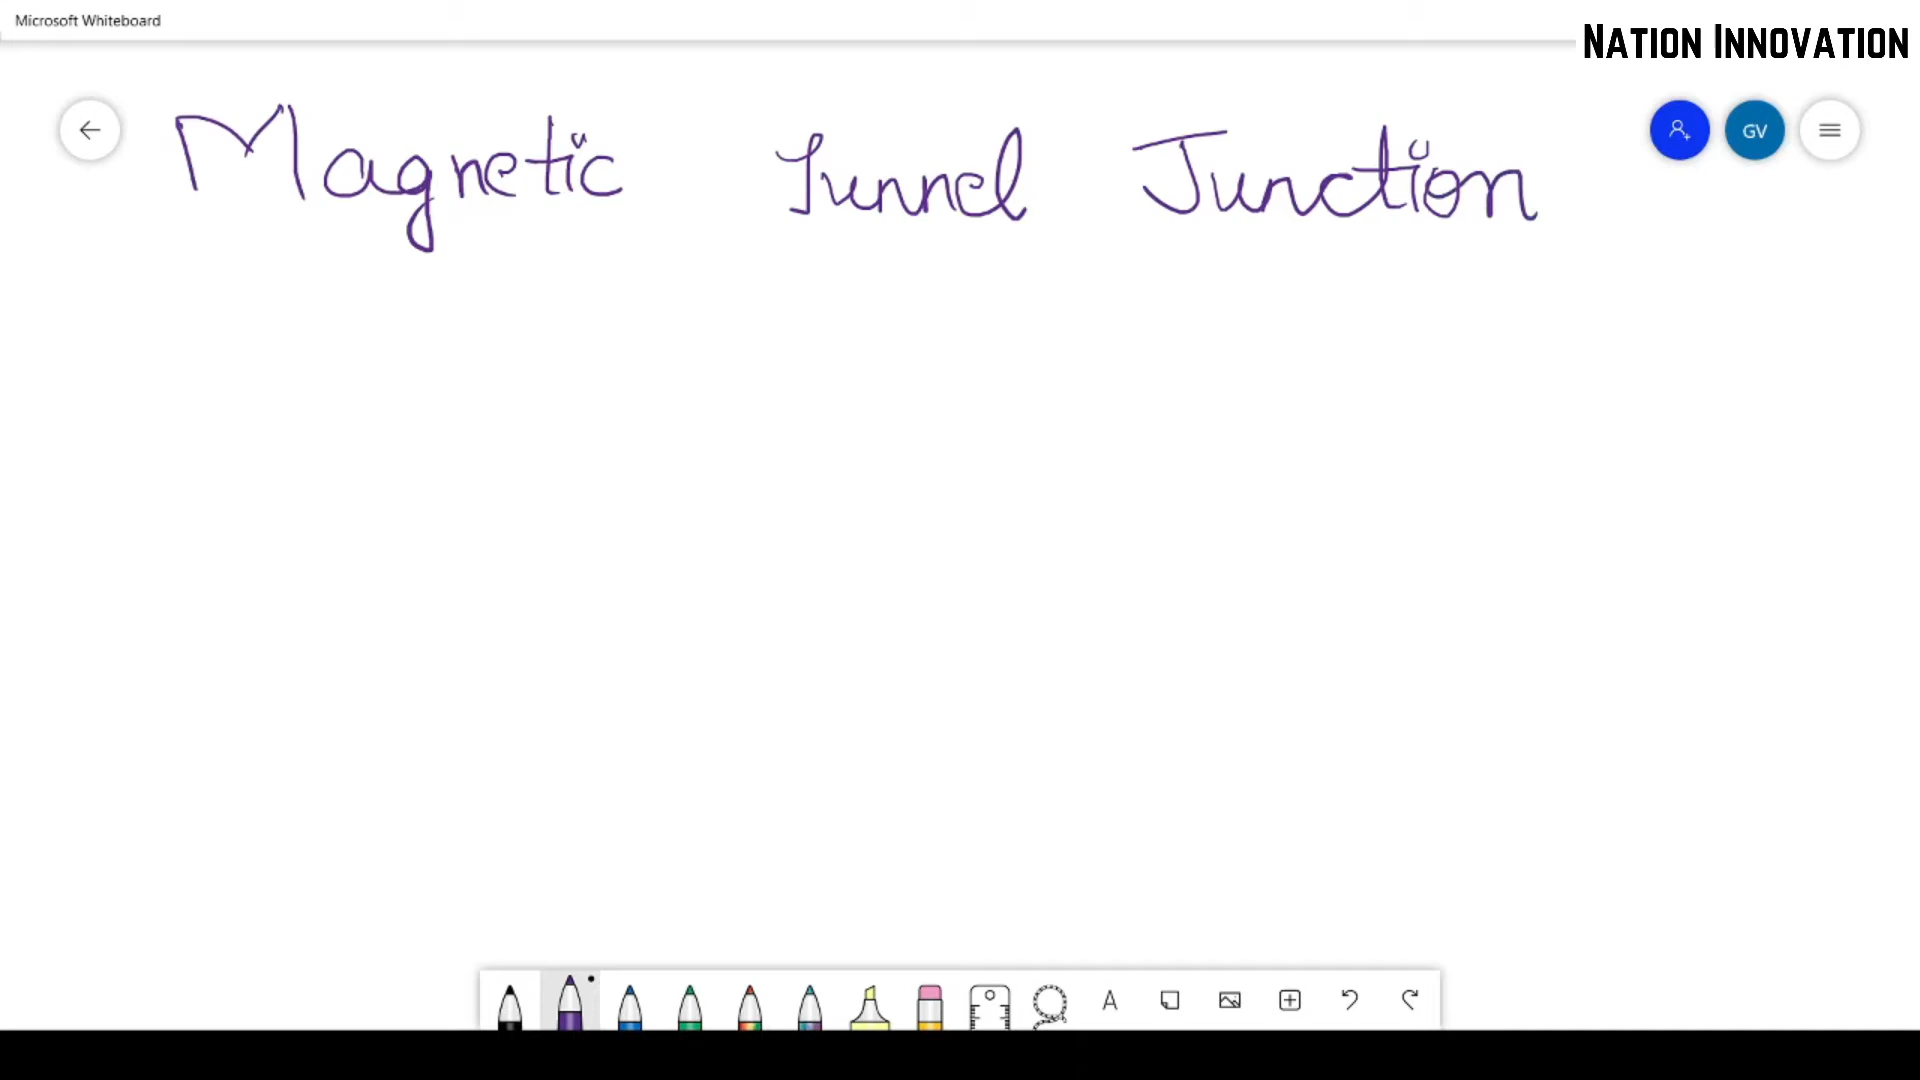 Microsoft Whiteboard
NATION INNOVATION
Magnetic Tunnel Junction
GV
A